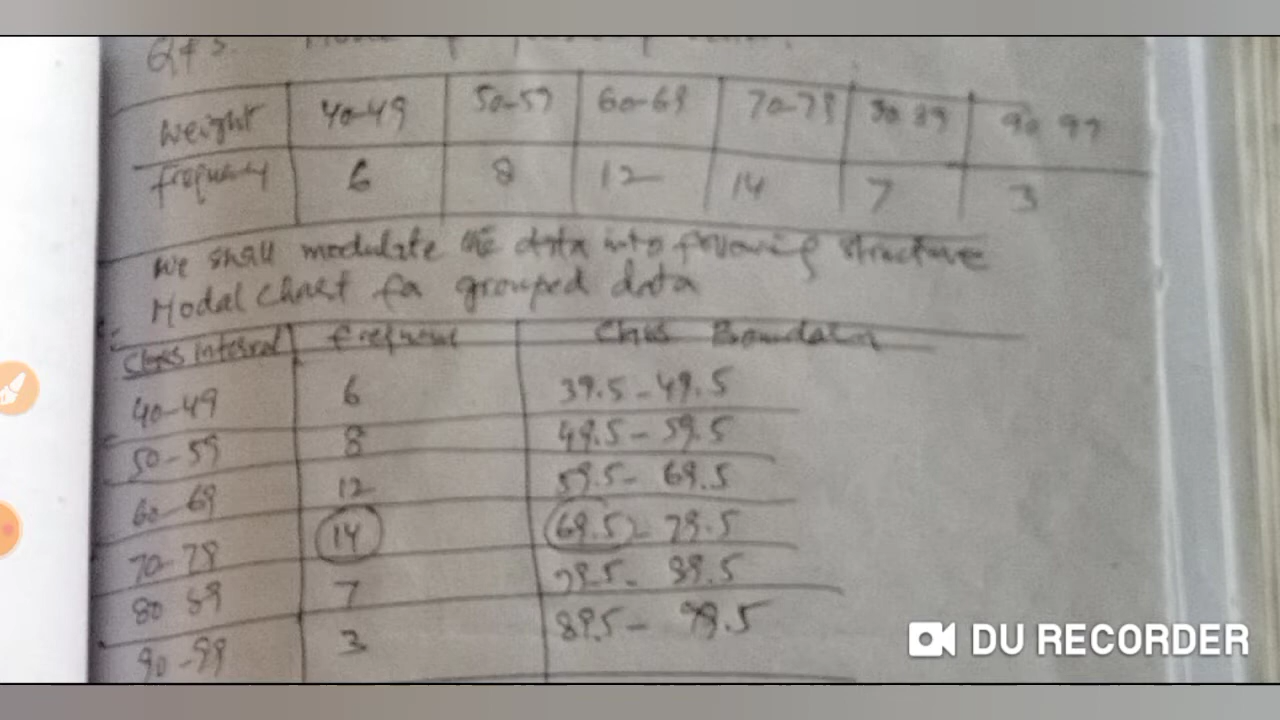 Weight 40-49 50-59 60-69 70-79 80-89 90-99
frequency 6 8 12 14 7 3
We shall modulate the data into following structure
Modal Chart for grouped data
Class interval frequency Class Boundary
40-49 6 39.5-49.5
50-59 8 49.5-59.5
60-69 12 59.5-69.5
70-79 14 69.5-79.5
80 89 7 79.5-89.5
90-99 3 89.5-99.5
DU RECORDER